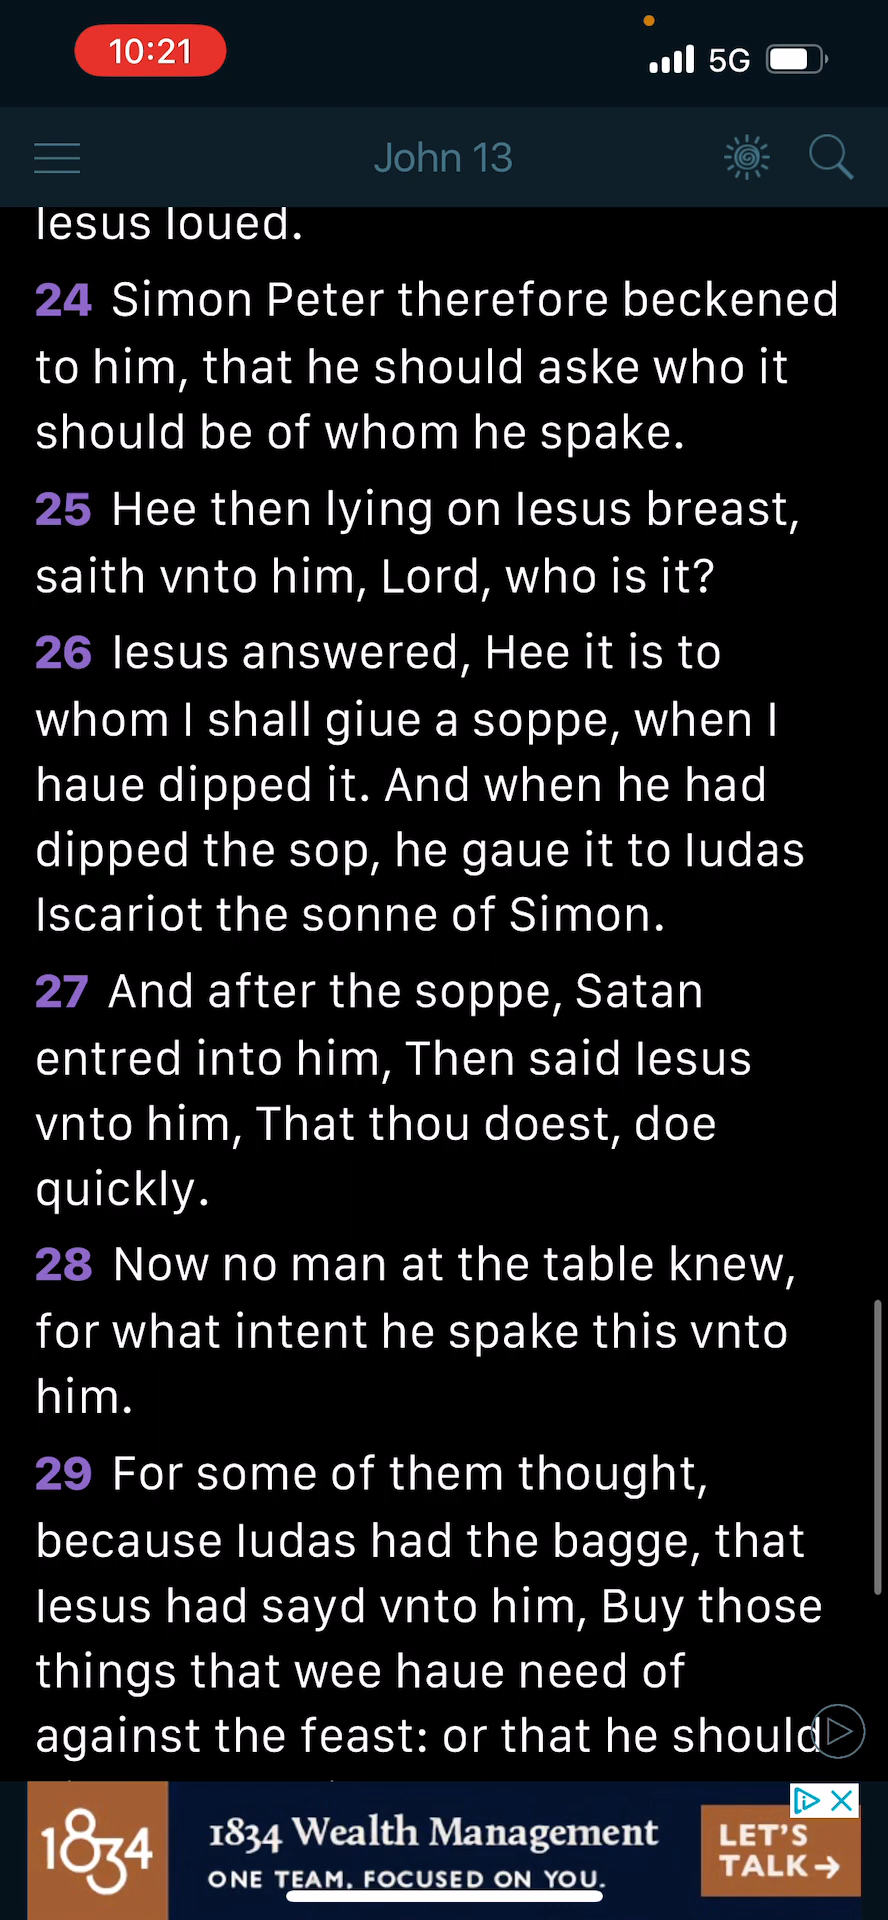 10:21
5G
John 13
Iesus loued.
24 Simon Peter therefore beckened
to him, that he should aske who it
should be of whom he spake.
25 Hee then lying on Iesus breast,
saith vnto him, Lord, who is it?
26 Iesus answered, Hee it is to
whom I shall giue a soppe, when I
haue dipped it. And when he had
dipped the sop, he gaue it to Iudas
Iscariot the sonne of Simon.
27 And after the soppe, Satan
entred into him, Then said Iesus
vnto him, That thou doest, doe
quickly.
28 Now no man at the table knew,
for what intent he spake this vnto
him.
29 For some of them thought,
because Iudas had the bagge, that
Iesus had sayd vnto him, Buy those
things that wee haue need of
against the feast: or that he should
1834
1834 Wealth Management
ONE TEAM. FOCUSED ON YOU.
LET'S
TALK→